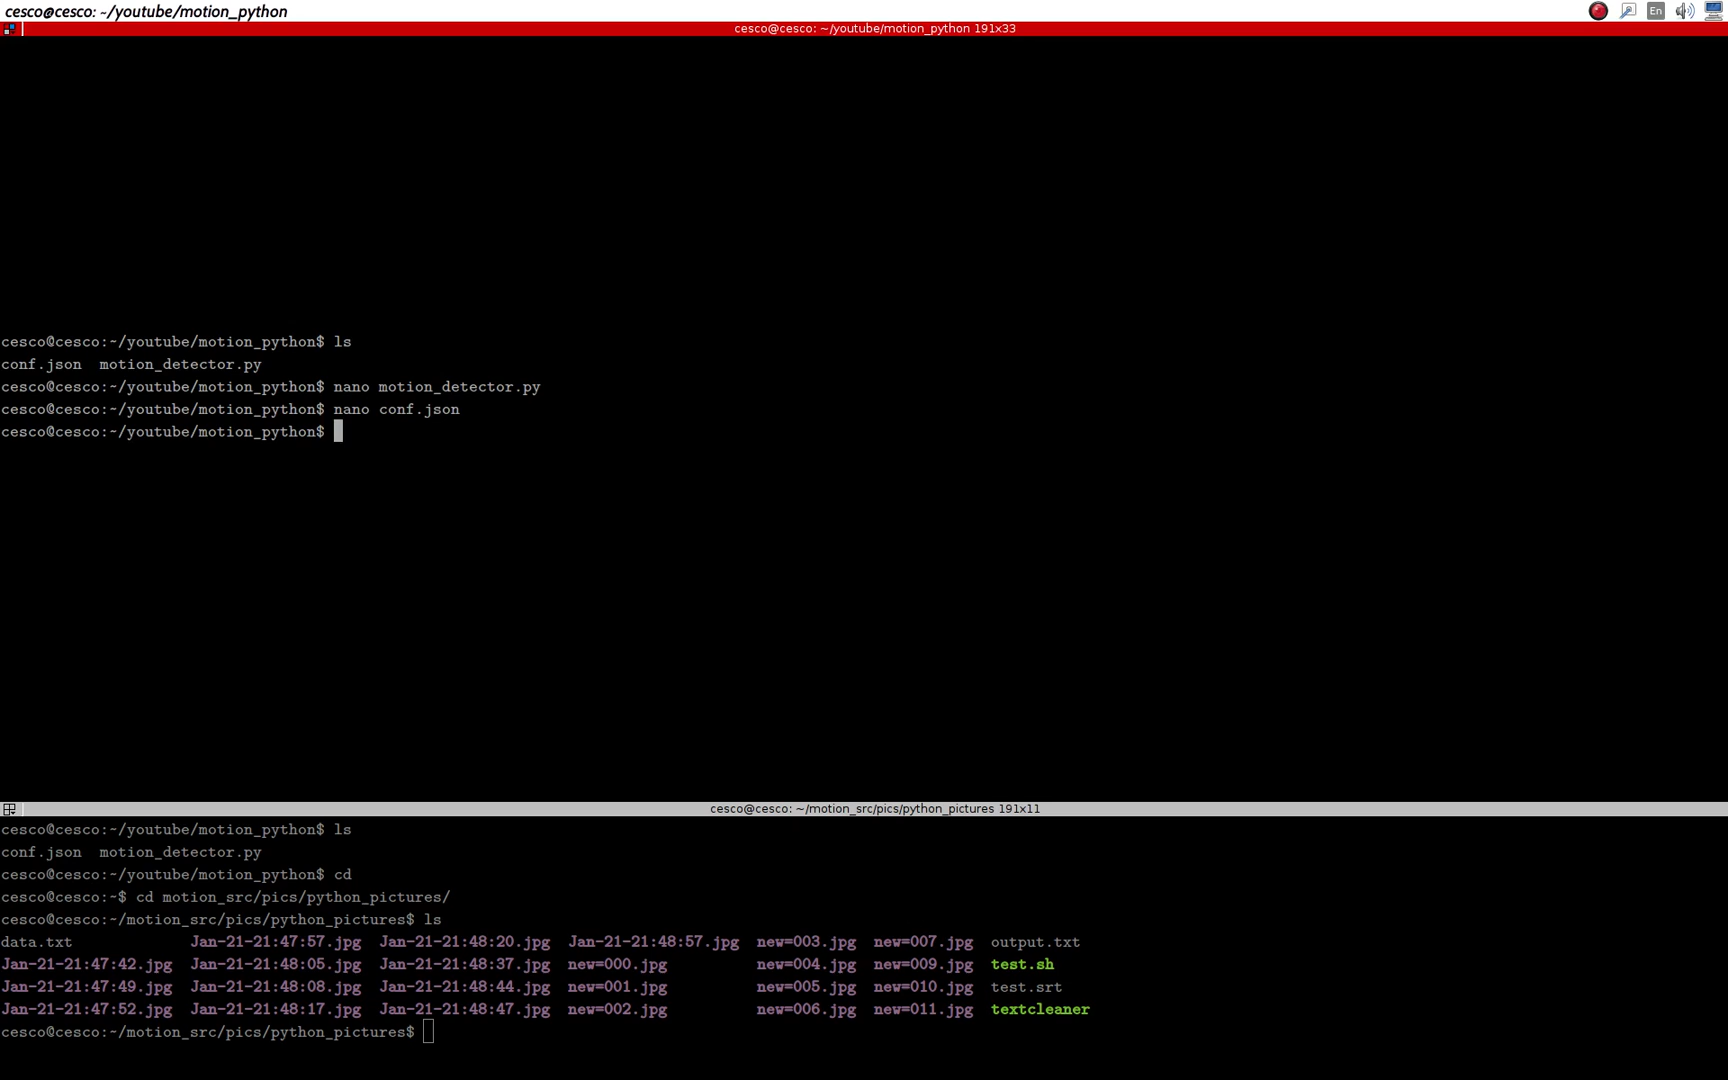 cesco@cesco: ~/youtube/motion_python
En
cesco@cesco: ~/youtube/motion_python 191x33
cesco@cesco:~/youtube/motion_python$ ls
conf.json  motion_detector.py
cesco@cesco:~/youtube/motion_python$ nano motion_detector.py
cesco@cesco:~/youtube/motion_python$ nano conf.json
cesco@cesco:~/youtube/motion_python$
cesco@cesco: ~/motion_src/pics/python_pictures 191x11
cesco@cesco:~/youtube/motion_python$ ls
conf.json  motion_detector.py
cesco@cesco:~/youtube/motion_python$ cd
cesco@cesco:~$ cd motion_src/pics/python_pictures/
cesco@cesco:~/motion_src/pics/python_pictures$ ls
data.txt             Jan-21-21:47:57.jpg  Jan-21-21:48:20.jpg  Jan-21-21:48:57.jpg  new=003.jpg  new=007.jpg  output.txt
Jan-21-21:47:42.jpg  Jan-21-21:48:05.jpg  Jan-21-21:48:37.jpg  new=000.jpg          new=004.jpg  new=009.jpg  test.sh
Jan-21-21:47:49.jpg  Jan-21-21:48:08.jpg  Jan-21-21:48:44.jpg  new=001.jpg          new=005.jpg  new=010.jpg  test.srt
Jan-21-21:47:52.jpg  Jan-21-21:48:17.jpg  Jan-21-21:48:47.jpg  new=002.jpg          new=006.jpg  new=011.jpg  textcleaner
cesco@cesco:~/motion_src/pics/python_pictures$